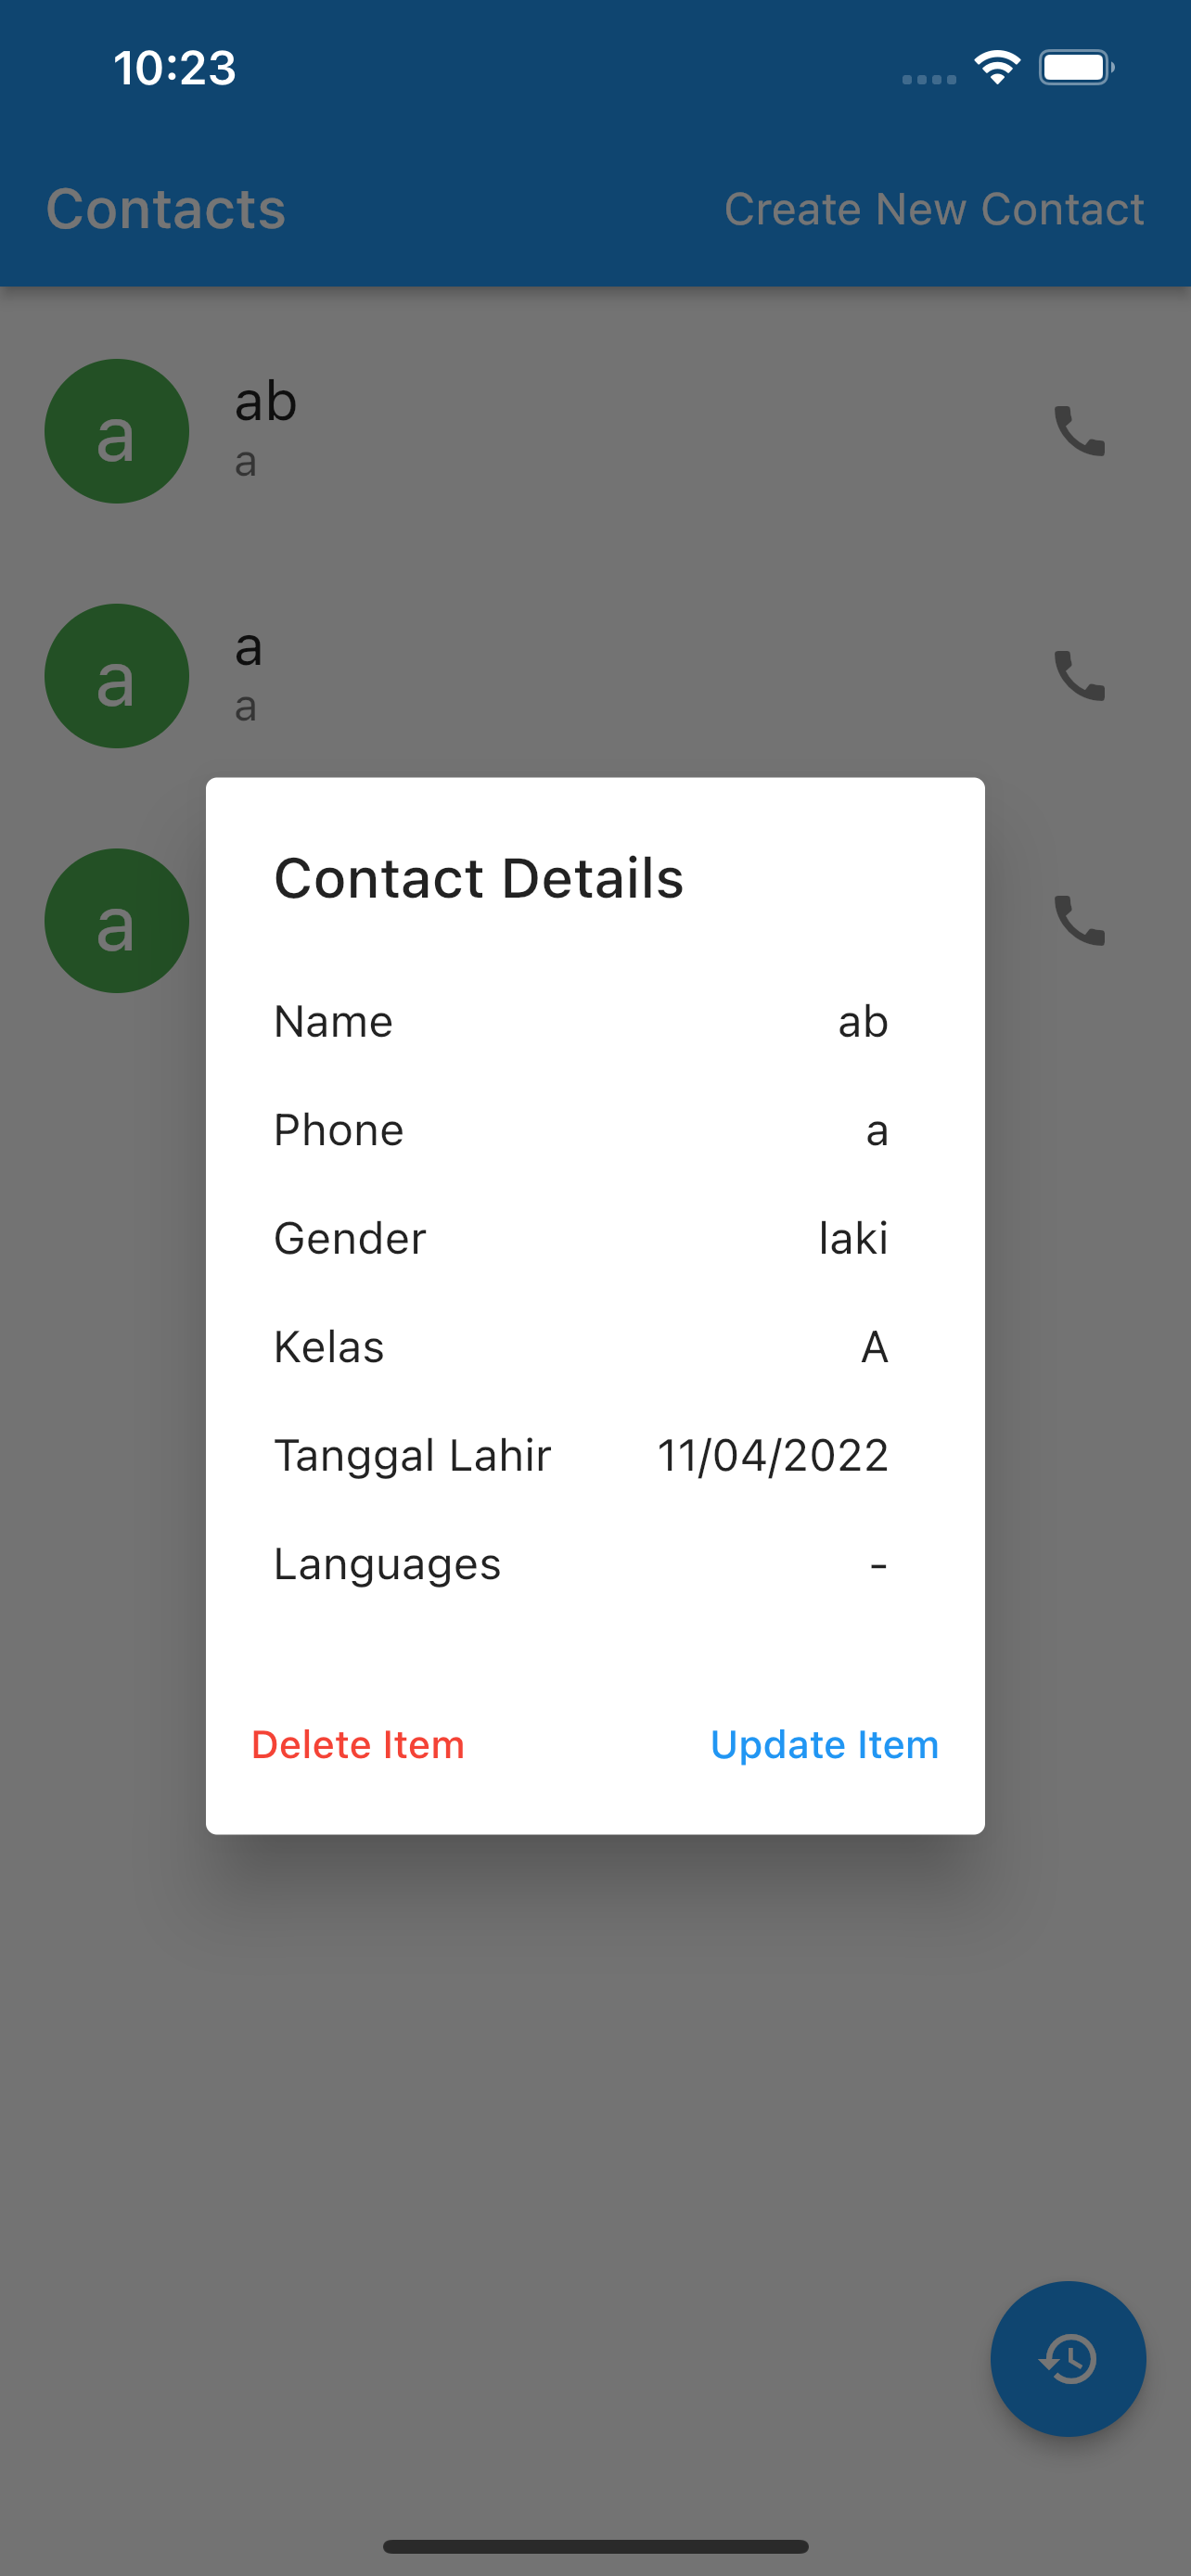 10:23
Contacts Create New Contact
a
ab
a
a
a
a
a
Contact Details
Name ab
Phone a
Gender laki
Kelas A
Tanggal Lahir 11/04/2022
Languages -
Delete Item Update Item